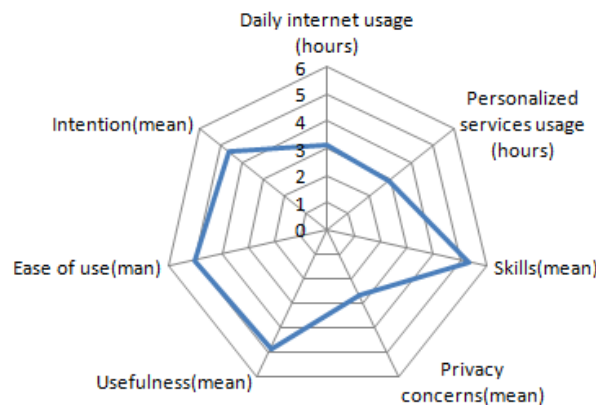 Daily internet usage
(hours)
6
5
4
3
2
1
0
Personalized
services usage
(hours)
Skills(mean)
Privacy
concerns(mean)
Usefulness(mean)
Ease of use(man)
Intention(mean)